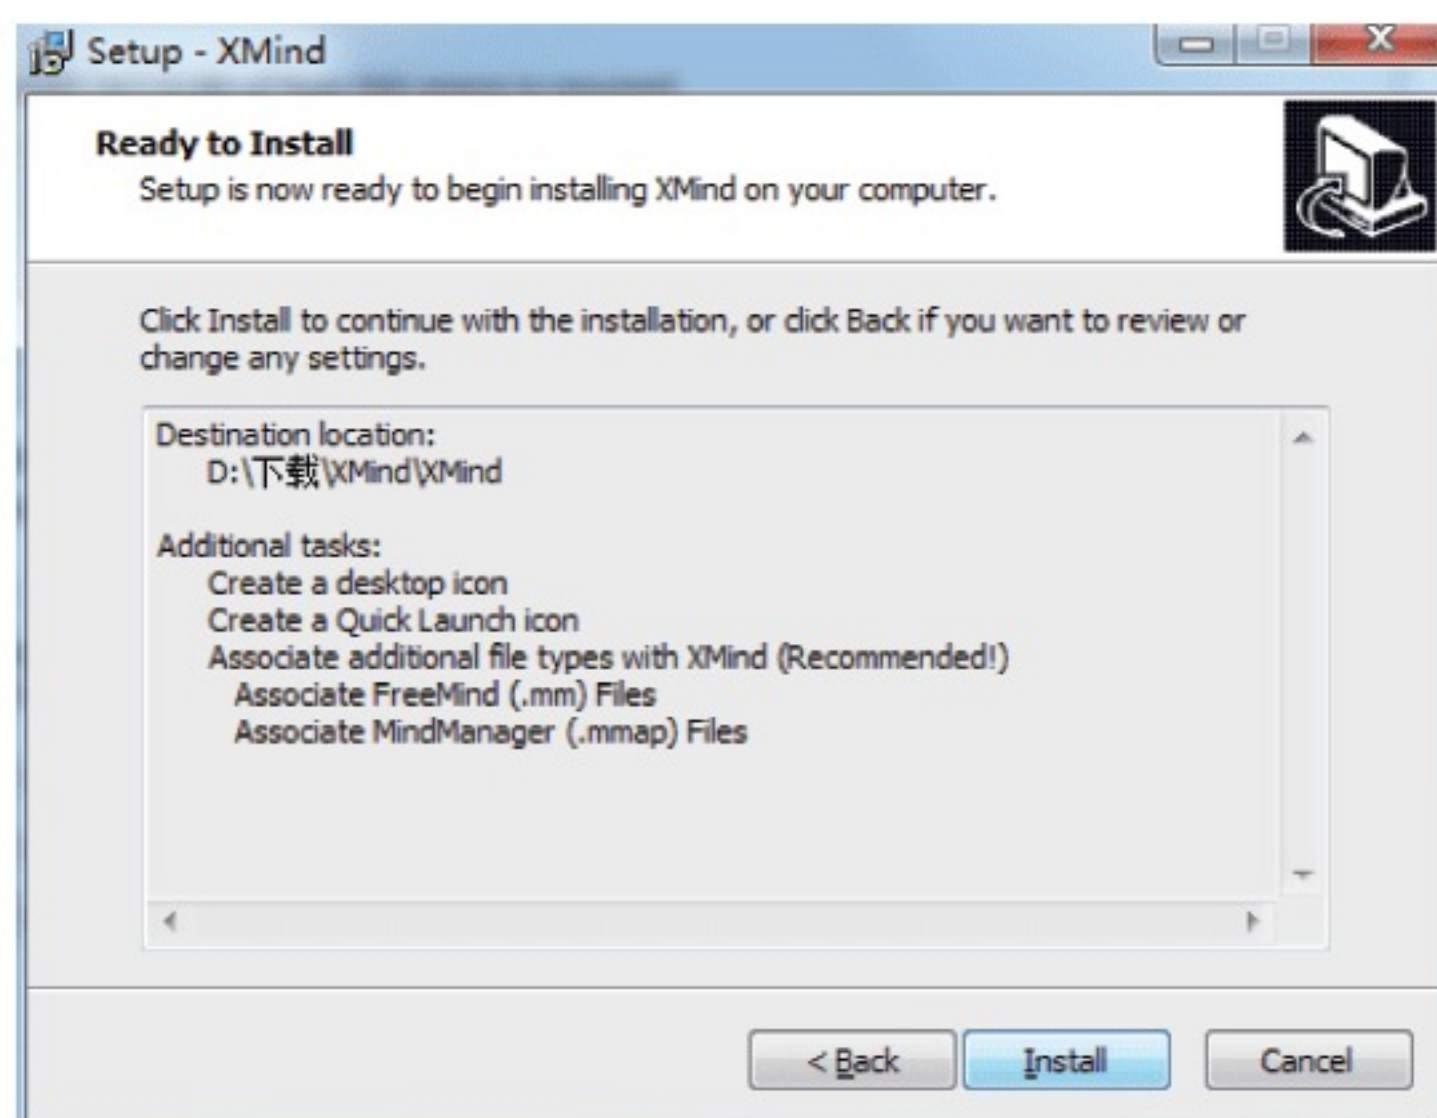 Setup - XMind
Ready to Install
Setup is now ready to begin installing XMind on your computer.
Click Install to continue with the installation, or click Back if you want to review or
change any settings.
Destination location:
D:\下载\XMind\XMind
Additional tasks:
Create a desktop icon
Create a Quick Launch icon
Associate additional file types with XMind (Recommended!)
Associate FreeMind (.mm) Files
Associate MindManager (.mmap) Files
< Back
Install
Cancel